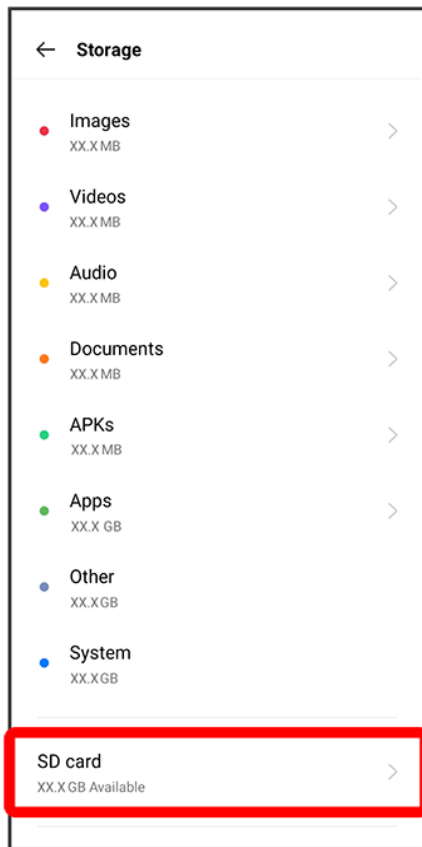 Storage
Images
XX.X MB
Videos
XX.X MB
Audio
XX.X MB
Documents
XX.X MB
APKs
XX.X MB
Apps
XX.X GB
Other
XX.X GB
System
XX.X GB
SD card
XX.X GB Available